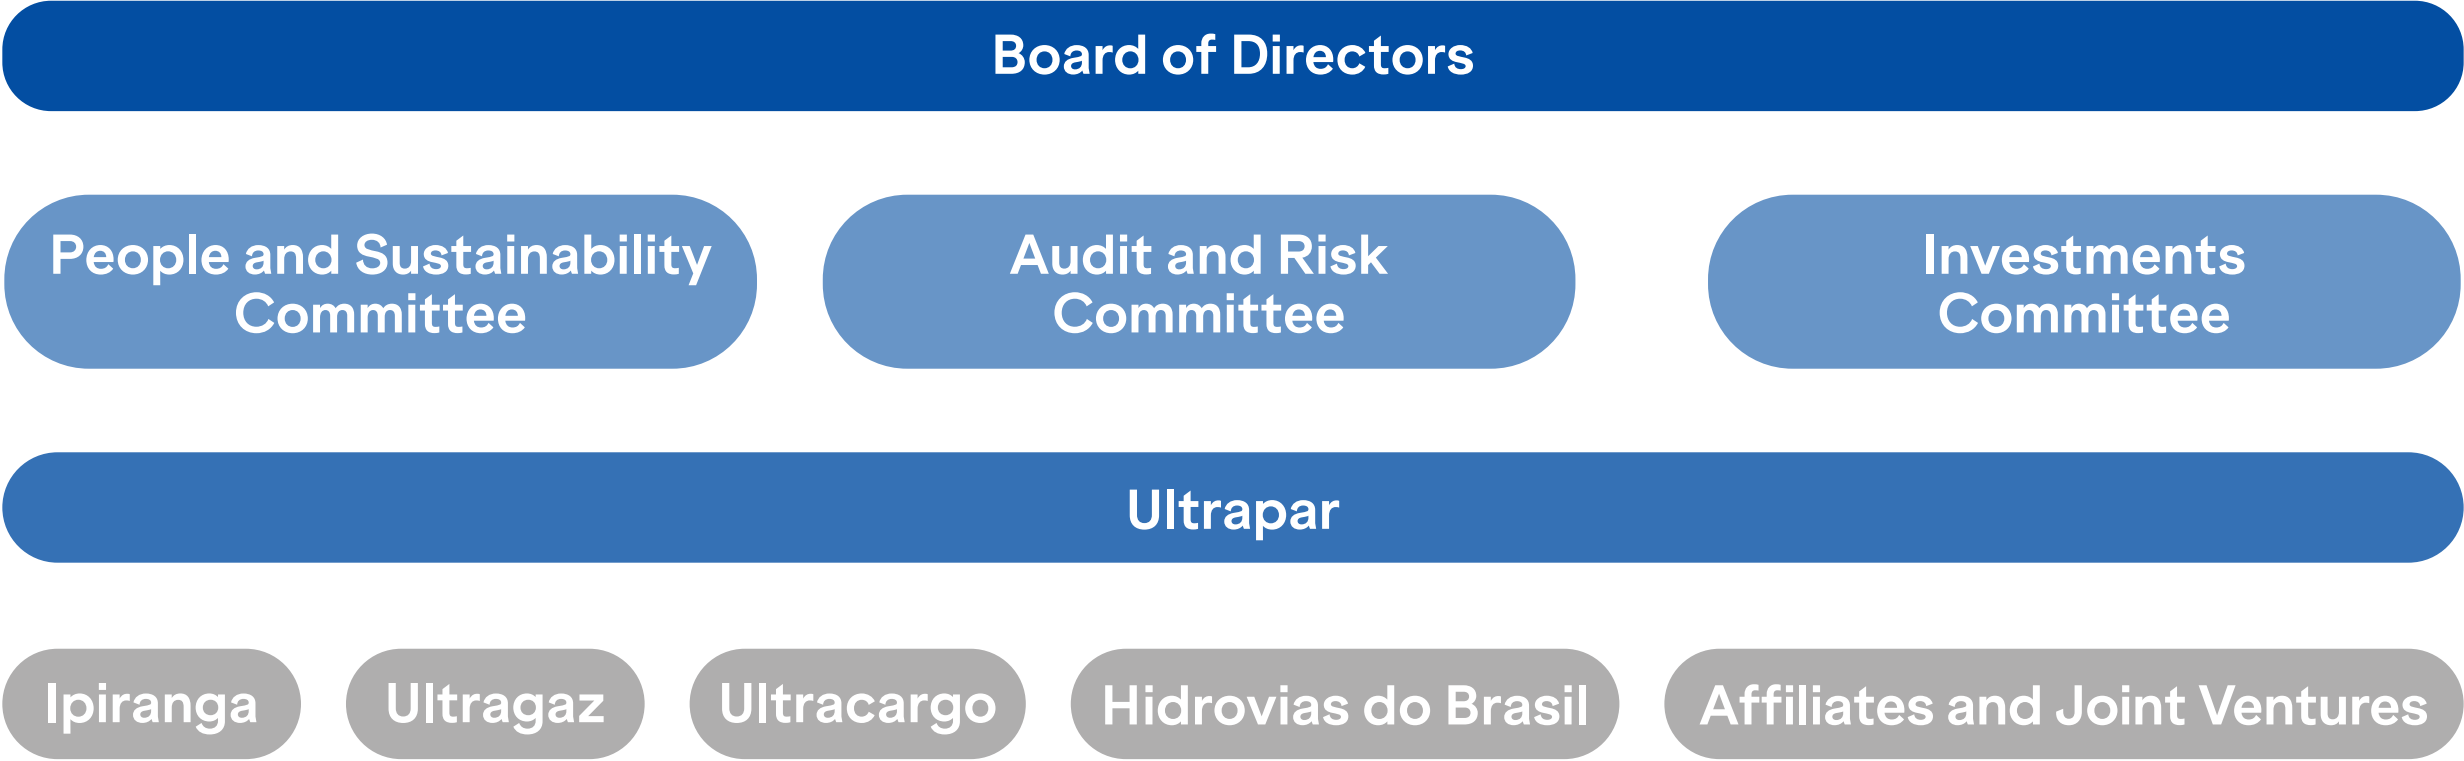 Board of Directors
People and Sustainability
Committee
Audit and Risk
Committee
Investments
Committee
Ultrapar
Ipiranga
Ultragaz
Ultracargo
Hidrovias do Brasil
Affiliates and Joint Ventures